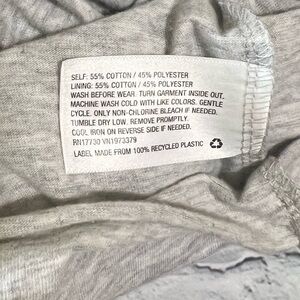 SELF: 55% COTTON / 45% POLYESTER
LINING: 55% COTTON / 45% POLYESTER
WASH BEFORE WEAR. TURN GARMENT INSIDE OUT.
MACHINE WASH COLD WITH LIKE COLORS. GENTLE
CYCLE. ONLY NON-CHLORINE BLEACH IF NEEDED.
TUMBLE DRY LOW. REMOVE PROMPTLY.
COOL IRON ON REVERSE SIDE IF NEEDED.
RN17730 VN1973379
LABEL MADE FROM 100% RECYCLED PLASTIC